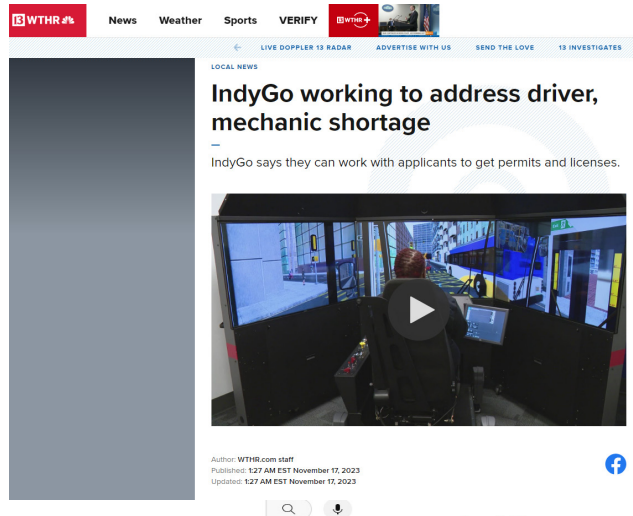 13 WTHR
News
Weather
Sports
VERIFY
13 WTHR +
LIVE DOPPLER 13 RADAR
ADVERTISE WITH US
SEND THE LOVE
13 INVESTIGATES
LOCAL NEWS
IndyGo working to address driver,
mechanic shortage
IndyGo says they can work with applicants to get permits and licenses.
Author: WTHR.com staff
Published: 1:27 AM EST November 17, 2023
Updated: 1:27 AM EST November 17, 2023